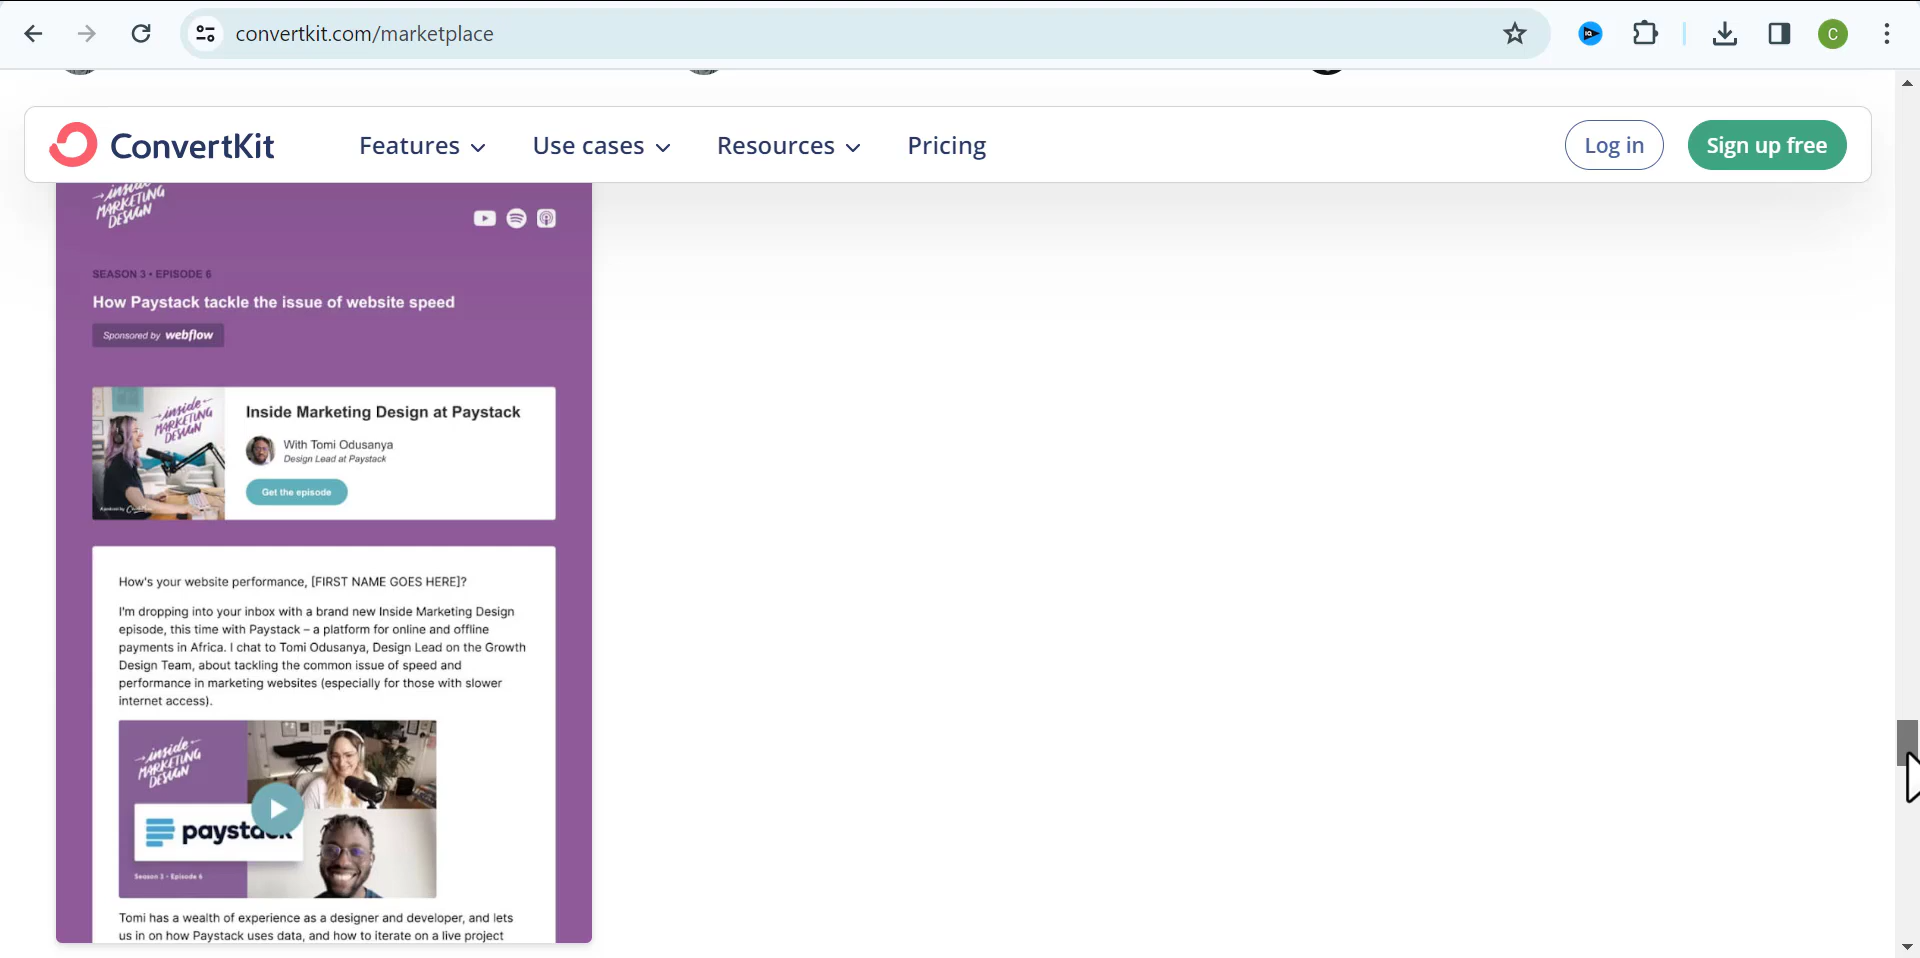 convertkit.com/marketplace
C
ConvertKit
Features
Use cases
Resources
Pricing
Log in
Sign up free
inside
MARKETING
DESIGN
SEASON 3 • EPISODE 6
How Paystack tackle the issue of website speed
Sponsored by webflow
inside
MARKETING
DESIGN
Inside Marketing Design at Paystack
With Tomi Odusanya
Design Lead at Paystack
Get the episode
How's your website performance, [FIRST NAME GOES HERE]?
I'm dropping into your inbox with a brand new Inside Marketing Design
episode, this time with Paystack – a platform for online and offline
payments in Africa. I chat to Tomi Odusanya, Design Lead on the Growth
Design Team, about tackling the common issue of speed and
performance in marketing websites (especially for those with slower
internet access).
inside
MARKETING
DESIGN
paystack
Season 3 • Episode 6
Tomi has a wealth of experience as a designer and developer, and lets
us in on how Paystack uses data, and how to iterate on a live project